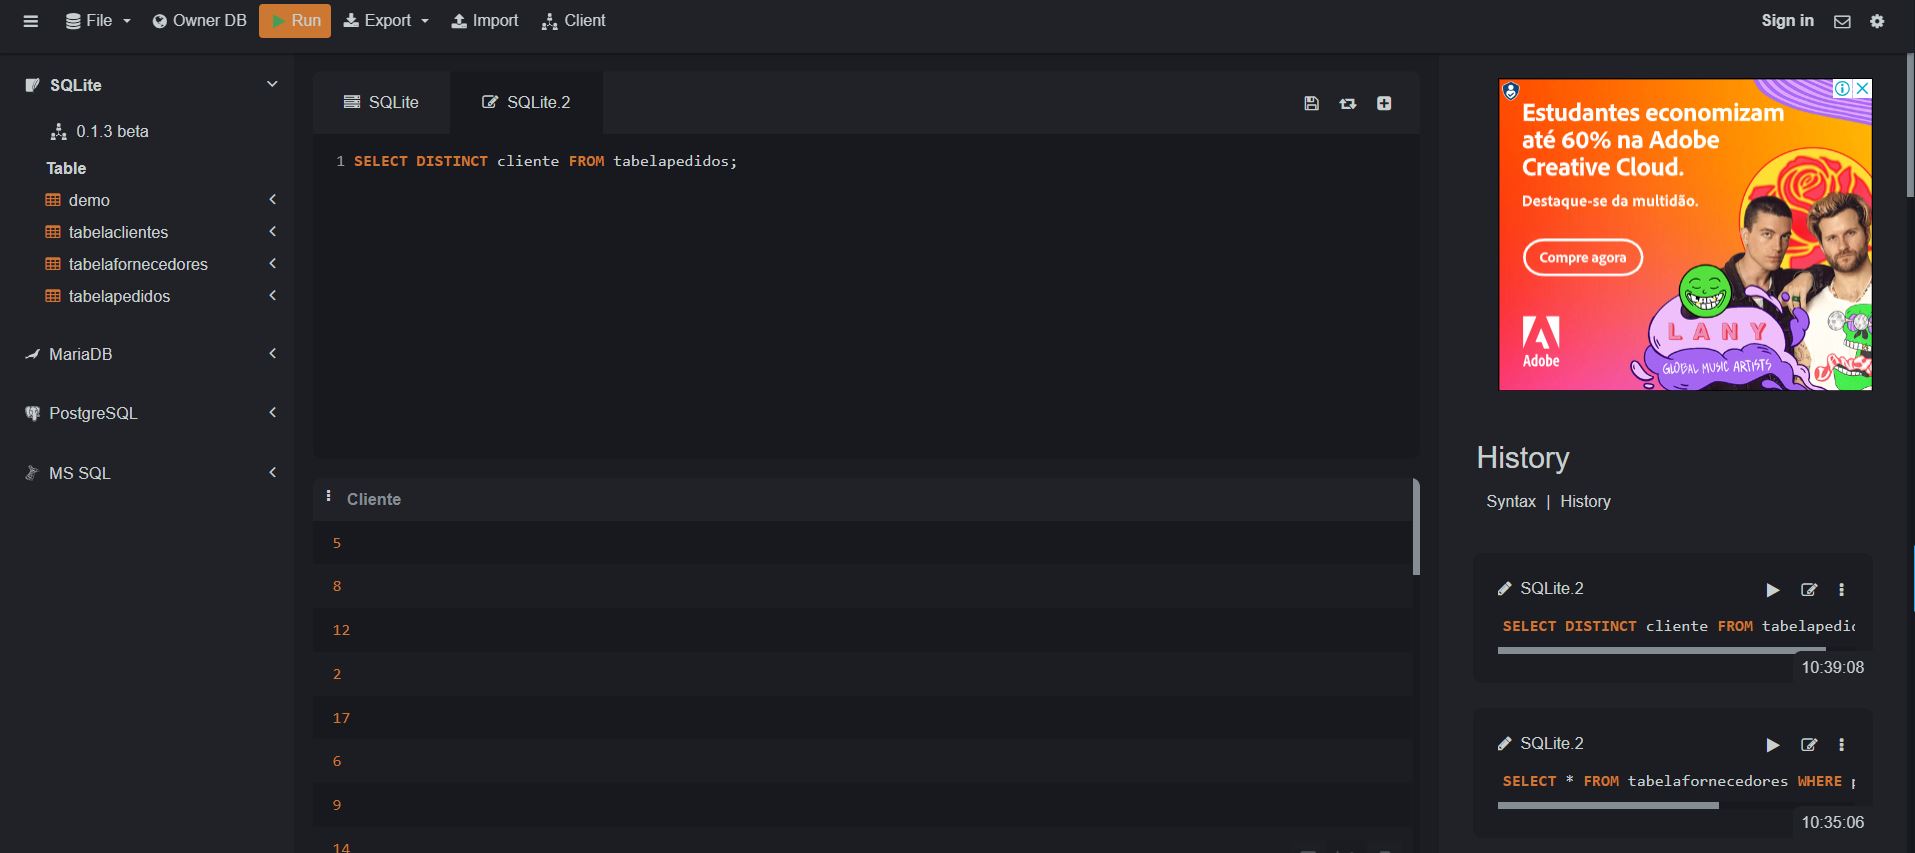 File
Owner DB
Run
Export
Import
Client
Sign in
SQLite
0.1.3 beta
Table
demo
tabelaclientes
tabelafornecedores
tabelapedidos
MariaDB
PostgreSQL
MS SQL
SQLite
SQLite.2
1 SELECT DISTINCT cliente FROM tabelapedidos;
Cliente
5
8
12
2
17
6
9
14
Estudantes economizam
até 60% na Adobe
Creative Cloud.
Destaque-se da multidão.
Compre agora
Adobe
LANY
GLOBAL MUSIC ARTISTS
History
Syntax | History
SQLite.2
SELECT DISTINCT cliente FROM tabelapedic
10:39:08
SQLite.2
SELECT * FROM tabelafornecedores WHERE
10:35:06